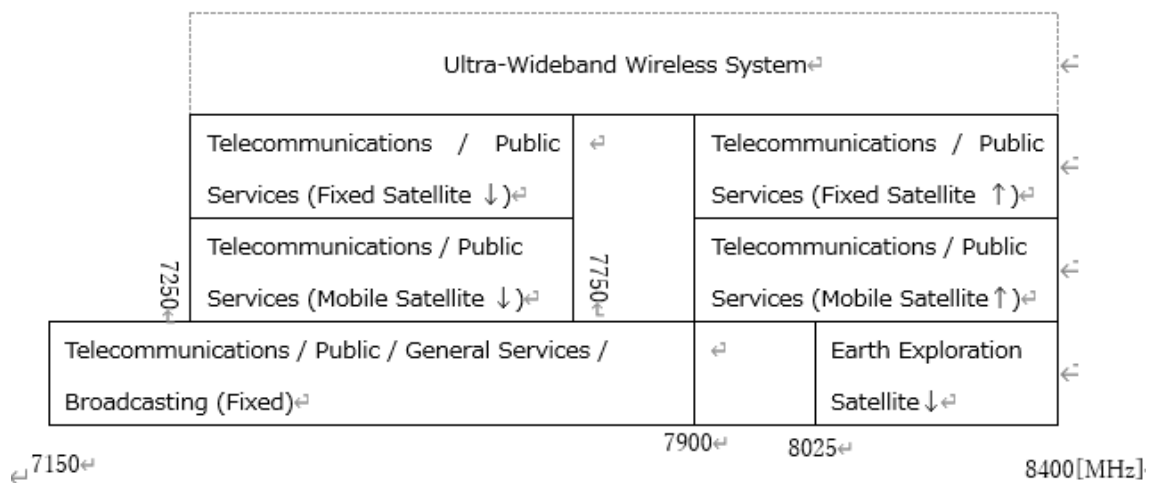 Ultra-Wideband Wireless System↵
Telecommunications / Public
Services (Fixed Satellite ↓)↵
Telecommunications / Public
Services (Fixed Satellite ↑)↵
7250
Telecommunications / Public
Services (Mobile Satellite ↓)↵
7750
Telecommunications / Public
Services (Mobile Satellite↑)↵
Telecommunications / Public / General Services /
Broadcasting (Fixed)↵
Earth Exploration
Satellite↓↵
7150↵
7900↵
8025↵
8400[MHz]